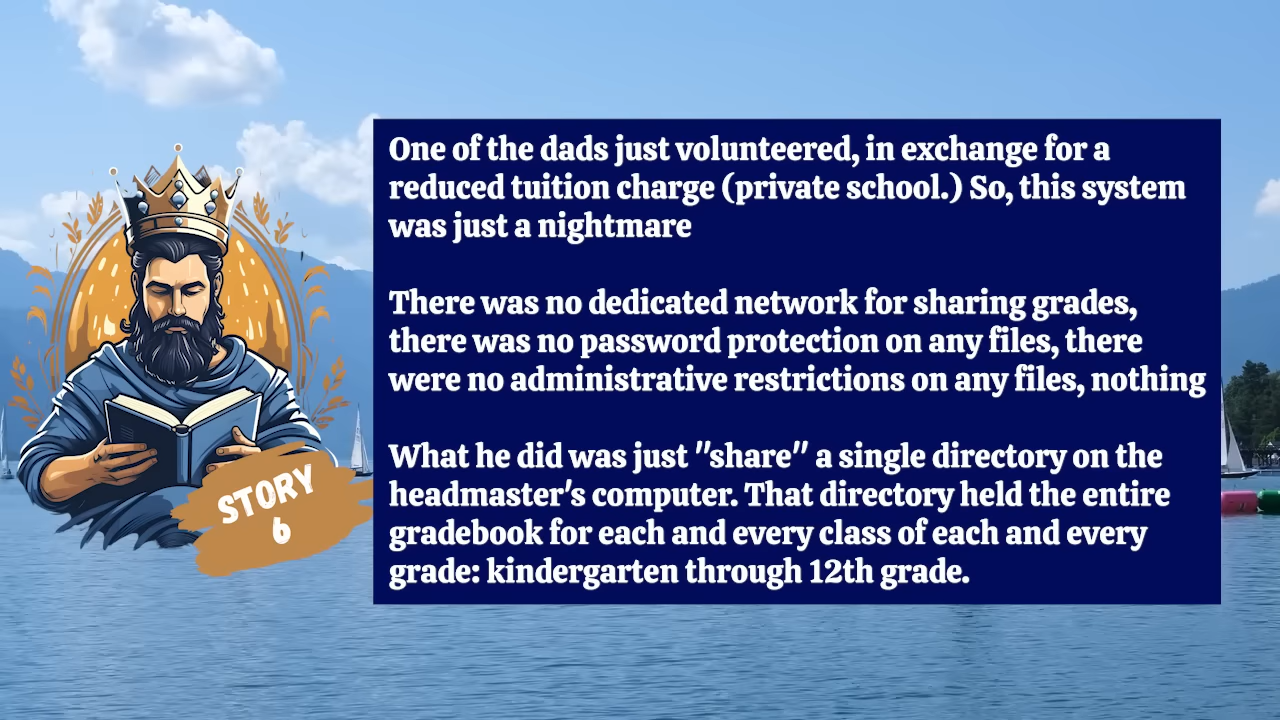 One of the dads just volunteered, in exchange for a
reduced tuition charge (private school.) So, this system
was just a nightmare
There was no dedicated network for sharing grades,
there was no password protection on any files, there
were no administrative restrictions on any files, nothing
What he did was just "share" a single directory on the
headmaster's computer. That directory held the entire
gradebook for each and every class of each and every
grade: kindergarten through 12th grade.
STORY
6